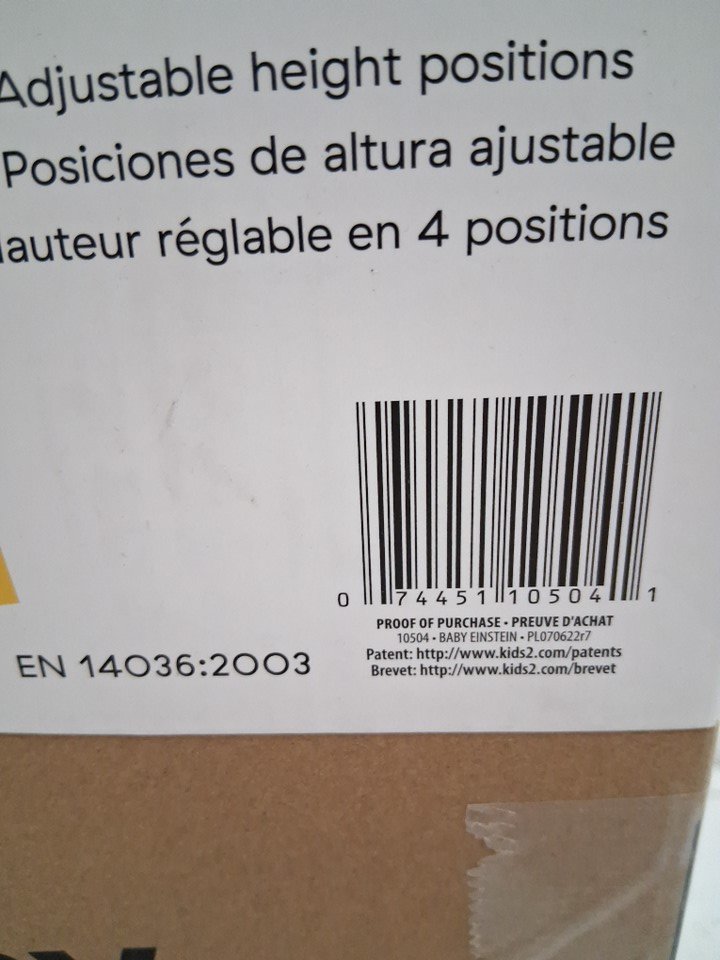 Adjustable height positions
Posiciones de altura ajustable
Hauteur réglable en 4 positions
0 74451 10504 1
PROOF OF PURCHASE • PREUVE D'ACHAT
10504 • BABY EINSTEIN • PL070622r7
Patent: http://www.kids2.com/patents
Brevet: http://www.kids2.com/brevet
EN 14036:2003